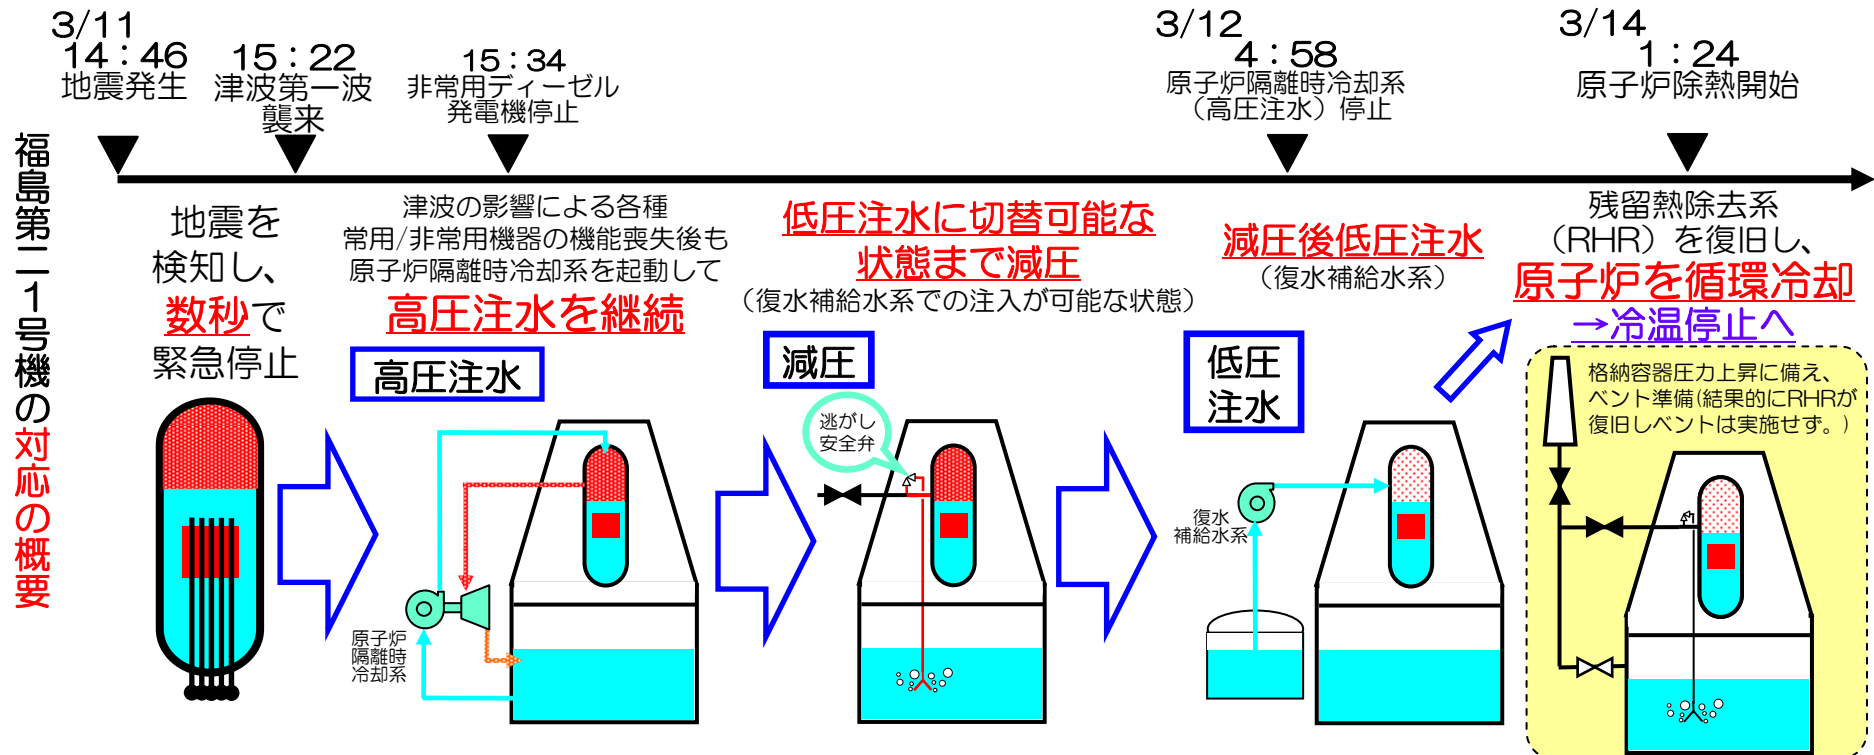 福島第二1号機の対応の概要
3/11
14：46
地震発生
15：22
津波第一波
襲来
15：34
非常用ディーゼル
発電機停止
3/12
4：58
原子炉隔離時冷却系
（高圧注水）停止
3/14
1：24
原子炉除熱開始
地震を
検知し、
数秒で
緊急停止
津波の影響による各種
常用/非常用機器の機能喪失後も
原子炉隔離時冷却系を起動して
高圧注水を継続
高圧注水
原子炉
隔離時
冷却系
低圧注水に切替可能な
状態まで減圧
（復水補給水系での注入が可能な状態）
減圧
逃がし
安全弁
減圧後低圧注水
（復水補給水系）
低圧
注水
復水
補給水系
残留熱除去系
（RHR）を復旧し、
原子炉を循環冷却
→冷温停止へ
格納容器圧力上昇に備え、
ベント準備(結果的にRHRが
復旧しベントは実施せず。)